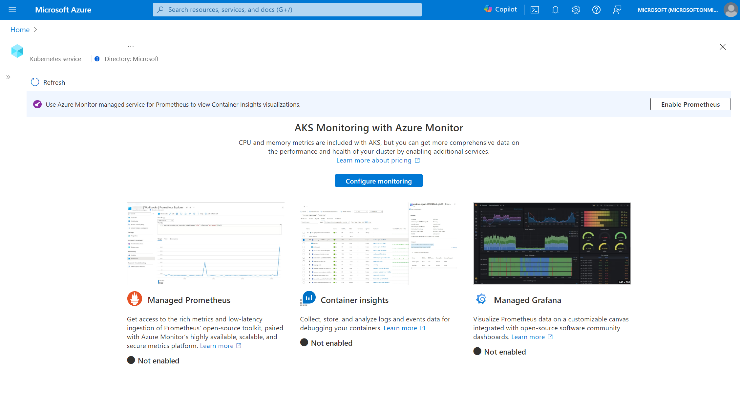 Microsoft Azure
Search resources, services, and docs (G+/)
Copilot
MICROSOFT (MICROSOFT.ONMI...
Home
...
Kubernetes service
Directory: Microsoft
Refresh
Use Azure Monitor managed service for Prometheus to view Container Insights visualizations.
Enable Prometheus
AKS Monitoring with Azure Monitor
CPU and memory metrics are included with AKS, but you can get more comprehensive data on
the performance and health of your cluster by enabling additional services.
Learn more about pricing
Configure monitoring
Managed Prometheus
Get access to the rich metrics and low-latency
ingestion of Prometheus' open-source toolkit, paired
with Azure Monitor's highly available, scalable, and
secure metrics platform. Learn more
Not enabled
Container insights
Collect, store, and analyze logs and events data for
debugging your containers. Learn more
Not enabled
Managed Grafana
Visualize Prometheus data on a customizable canvas
integrated with open-source software community
dashboards. Learn more
Not enabled